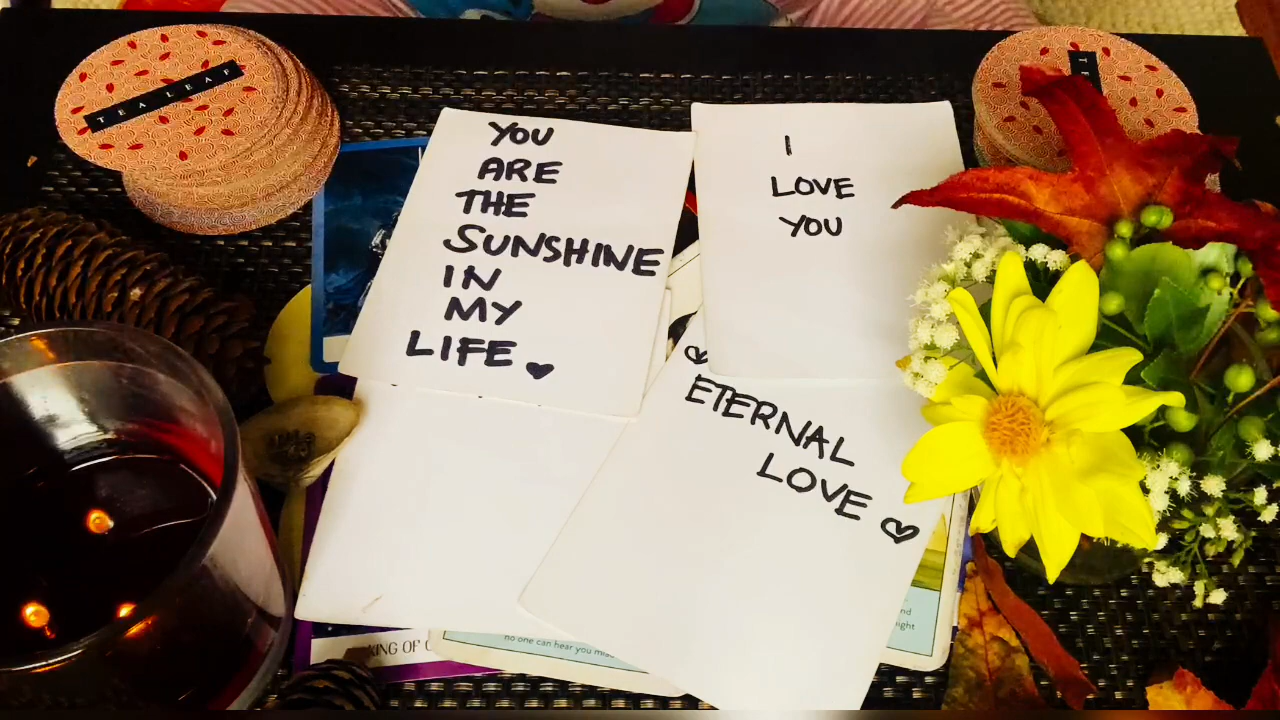 TEA LEAF
YOU
ARE
THE
SUNSHINE
IN
MY
LIFE
I
LOVE
YOU
ETERNAL
LOVE
KING OF
no one can hear you